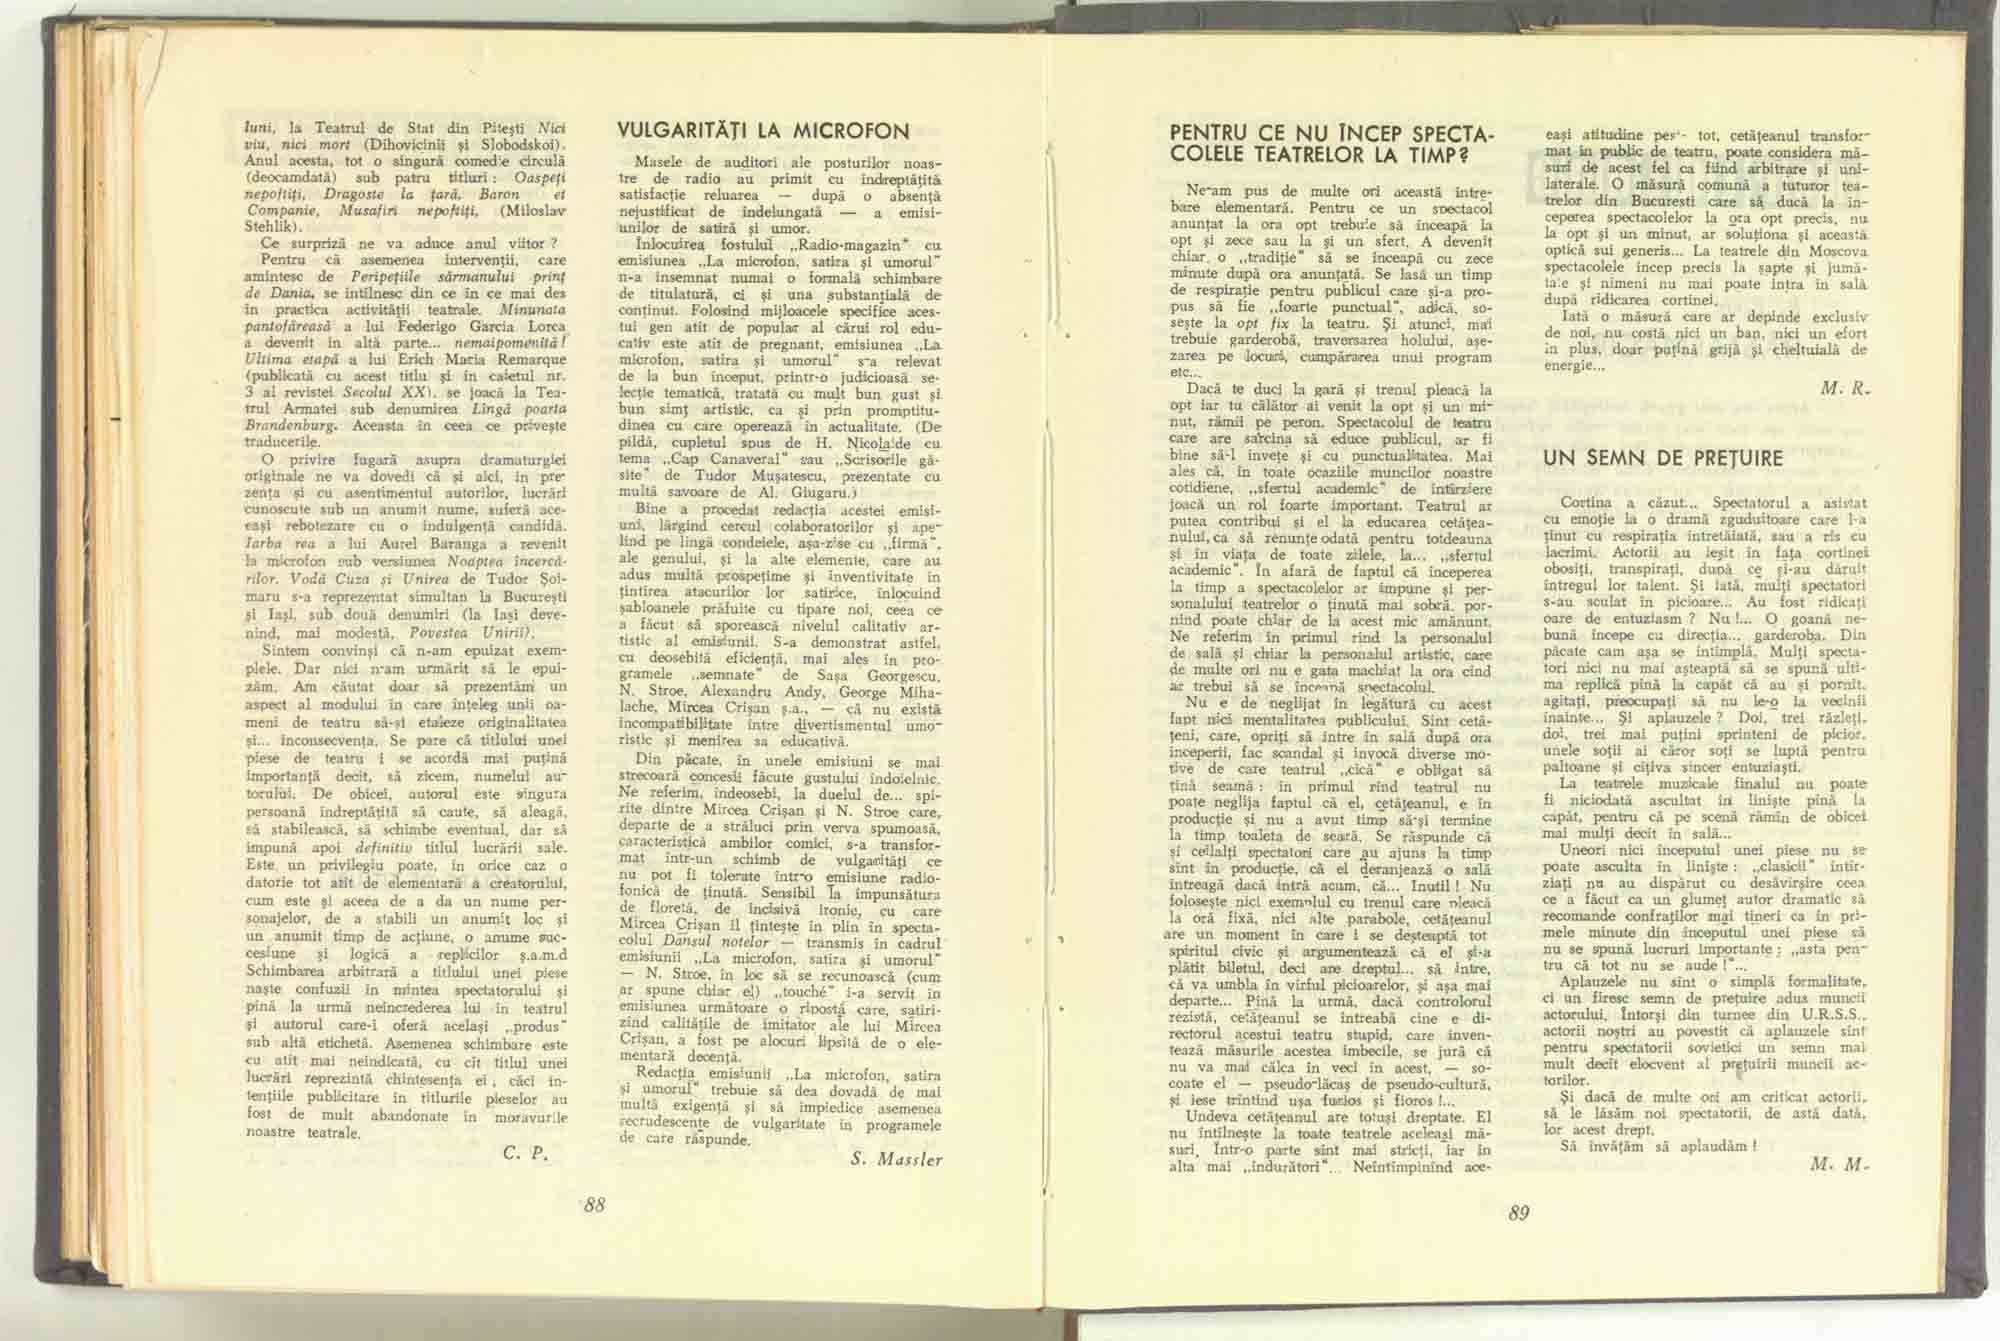 luni, la Teatrul de Stat din Pitești Nici
viu, nici mort (Dihovicinîi și Slobodskoi).
Anul acesta, tot o singură comedie circulă
(deocamdată) sub patru titluri : Oaspeți
nepoftiți, Dragoste la țară, Baron et
Companie, Musafiri nepoftiți, (Miloslav
Stehlik).
Ce surpriză ne va aduce anul viitor ?
Pentru că asemenea intervenții, care
amintesc de Peripețiile sărmanului prinț
de Dania, se întîlnesc din ce în ce mai des
în practica activității teatrale. Minunata
pantofăreasă a lui Federigo Garcia Lorca
a devenit în altă parte... nemaipomenită !
Ultima etapă a lui Erich Maria Remarque
(publicată cu acest titlu și în caietul nr.
3 al revistei Secolul XX), se joacă la Tea-
trul Armatei sub denumirea Lîngă poarta
Brandenburg. Aceasta în ceea ce privește
traducerile.
O privire fugară asupra dramaturgiei
originale ne va dovedi că și aici, în pre-
zența și cu asentimentul autorilor, lucrări
cunoscute sub un anumit nume, suferă ace-
eași rebotezare cu o indulgență candidă.
Iarba rea a lui Aurel Baranga a revenit
la microfon sub versiunea Noaptea încercă-
rilor. Vodă Cuza și Unirea de Tudor Șoi-
maru s-a reprezentat simultan la București
și Iași, sub două denumiri (la Iași deve-
nind, mai modestă, Povestea Unirii).
Sîntem convinși că n-am epuizat exem-
plele. Dar nici n-am urmărit să le epui-
zăm. Am căutat doar să prezentăm un
aspect al modului în care înțeleg unii oa-
meni de teatru să-și etaleze originalitatea
și... inconsecvența. Se pare că titlului unei
piese de teatru i se acordă mai puțină
importanță decît, să zicem, numelui au-
torului. De obicei, autorul este singura
persoană îndreptățită să caute, să aleagă,
să stabilească, să schimbe eventual, dar să
impună apoi definitiv titlul lucrării sale.
Este un privilegiu poate, în orice caz o
datorie tot atît de elementară a creatorului,
cum este și aceea de a da un nume per-
sonajelor, de a stabili un anumit loc și
un anumit timp de acțiune, o anume suc-
cesiune și logică a replicilor ș.a.m.d
Schimbarea arbitrară a titlului unei piese
naște confuzii în mintea spectatorului și
pînă la urmă neîncrederea lui în teatrul
și autorul care-i oferă același „produs”
sub altă etichetă. Asemenea schimbare este
cu atît mai neindicată, cu cît titlul unei
lucrări reprezintă chintesența ei ; căci in-
tențiile publicitare în titlurile pieselor au
fost de mult abandonate în moravurile
noastre teatrale.
C. P.
88
VULGARITĂȚI LA MICROFON
Masele de auditori ale posturilor noas-
tre de radio au primit cu îndreptățită
satisfacție reluarea — după o absență
nejustificat de îndelungată — a emisi-
unilor de satiră și umor.
Înlocuirea fostului „Radio-magazin” cu
emisiunea „La microfon, satira și umorul”
n-a însemnat numai o formală schimbare
de titulatură, ci și una substanțială de
conținut. Folosind mijloacele specifice aces-
tui gen atît de popular al cărui rol edu-
cativ este atît de pregnant, emisiunea „La
microfon, satira și umorul” s-a relevat
de la bun început, printr-o judicioasă se-
lecție tematică, tratată cu mult bun gust și
bun simț artistic, ca și prin promptitu-
dinea cu care operează în actualitate. (De
pildă, cupletul spus de H. Nicolaide cu
tema „Cap Canaveral” sau „Scrisorile gă-
site” de Tudor Mușatescu, prezentate cu
multă savoare de Al. Giugaru.)
Bine a procedat redacția acestei emisi-
uni, lărgind cercul colaboratorilor și ape-
lînd pe lîngă condeiele, așa-zise cu „firmă”,
ale genului, și la alte elemente, care au
adus multă prospețime și inventivitate în
țintirea atacurilor lor satirice, înlocuind
șabloanele prăfuite cu tipare noi, ceea ce
a făcut să sporească nivelul calitativ ar-
tistic al emisiunii. S-a demonstrat astfel,
cu deosebită eficiență, mai ales în pro-
gramele „semnate” de Sașa Georgescu,
N. Stroe, Alexandru Andy, George Miha-
lache, Mircea Crișan ș.a., — că nu există
incompatibilitate între divertismentul umo-
ristic și menirea sa educativă.
Din păcate, în unele emisiuni se mai
strecoară concesii făcute gustului îndoielnic.
Ne referim, îndeosebi, la duelul de... spi-
rite dintre Mircea Crișan și N. Stroe care,
departe de a străluci prin verva spumoasă,
caracteristică ambilor comici, s-a transfor-
mat într-un schimb de vulgarități ce
nu pot fi tolerate într-o emisiune radio-
fonică de ținută. Sensibil la împunsătura
de floretă, de incisivă ironie, cu care
Mircea Crișan îl țintește în plin în specta-
colul Dansul notelor — transmis în cadrul
emisiunii „La microfon, satira și umorul”
— N. Stroe, în loc să se recunoască (cum
ar spune chiar el) „touché” i-a servit în
emisiunea următoare o ripostă care, satiri-
zînd calitățile de imitator ale lui Mircea
Crișan, a fost pe alocuri lipsită de o ele-
mentară decență.
Redacția emisiunii „La microfon, satira
și umorul” trebuie să dea dovadă de mai
multă exigență și să împiedice asemenea
recrudescențe de vulgaritate în programele
de care răspunde.
S. Massler
PENTRU CE NU ÎNCEP SPECTA-
COLELE TEATRELOR LA TIMP?
Ne-am pus de multe ori această între-
bare elementară. Pentru ce un spectacol
anunțat la ora opt trebuie să înceapă la
opt și zece sau la și un sfert. A devenit
chiar o „tradiție” să se înceapă cu zece
minute după ora anunțată. Se lasă un timp
de respirație pentru publicul care și-a pro-
pus să fie „foarte punctual”, adică, so-
sește la opt fix la teatru. Și atunci, mai
trebuie garderobă, traversarea holului, așe-
zarea pe locură, cumpărarea unui program
etc...
Dacă te duci la gară și trenul pleacă la
opt iar tu călător ai venit la opt și un mi-
nut, rămîi pe peron. Spectacolul de teatru
care are sarcina să educe publicul, ar fi
bine să-l învețe și cu punctualitatea. Mai
ales că, în toate ocaziile muncilor noastre
cotidiene, „sfertul academic” de întîrziere
joacă un rol foarte important. Teatrul ar
putea contribui și el la educarea cetățea-
nului, ca să renunțe odată pentru totdeauna
și în viața de toate zilele, la... „sfertul
academic”. În afară de faptul că începerea
la timp a spectacolelor ar impune și per-
sonalului teatrelor o ținută mai sobră, por-
nind poate chiar de la acest mic amănunt.
Ne referim în primul rînd la personalul
de sală și chiar la personalul artistic, care
de multe ori nu e gata machiat la ora cînd
ar trebui să se înceapă spectacolul.
Nu e de neglijat în legătură cu acest
fapt nici mentalitatea publicului. Sînt cetă-
țeni, care, opriți să intre în sală după ora
începerii, fac scandal și invocă diverse mo-
tive de care teatrul „cică” e obligat să
țină seamă : în primul rînd teatrul nu
poate neglija faptul că el, cetățeanul, e în
producție și nu a avut timp să-și termine
la timp toaleta de seară. Se răspunde că
și ceilalți spectatori care au ajuns la timp
sînt în producție, că el deranjează o sală
întreagă dacă intră acum, că... Inutil ! Nu
folosește nici exemplul cu trenul care pleacă
la oră fixă, nici alte parabole, cetățeanul
are un moment în care i se deșteaptă tot
spiritul civic și argumentează că el și-a
plătit biletul, deci are dreptul... să intre,
că va umbla în vîrful picioarelor, și așa mai
departe... Pînă la urmă, dacă controlorul
rezistă, cetățeanul se întreabă cine e di-
rectorul acestui teatru stupid, care inven-
tează măsurile acestea imbecile, se jură că
nu va mai călca în veci în acest, — so-
coate el — pseudo-lăcaș de pseudo-cultură,
și iese trîntind ușa furios și fioros !...
Undeva cetățeanul are totuși dreptate. El
nu întîlnește la toate teatrele aceleași mă-
suri. Într-o parte sînt mai stricți, iar în
alta mai „îndurători”... Neîntîmpinînd ace-
eași atitudine tot, cetățeanul transfor-
mat în public de teatru, poate considera mă-
suri de acest fel ca fiind arbitrare și uni-
laterale. O măsură comună a tuturor tea-
trelor din București care să ducă la în-
ceperea spectacolelor la ora opt precis, nu
la opt și un minut, ar soluționa și această
optică sui generis... La teatrele din Moscova
spectacolele încep precis la șapte și jumă-
tate și nimeni nu mai poate intra în sală
după ridicarea cortinei.
Iată o măsură care ar depinde exclusiv
de noi, nu costă nici un ban, nici un efort
în plus, doar puțină grijă și cheltuială de
energie...
M. R.
UN SEMN DE PREȚUIRE
Cortina a căzut... Spectatorul a asistat
cu emoție la o dramă zguduitoare care l-a
ținut cu respirația întretăiată, sau a rîs cu
lacrimi. Actorii au ieșit în fața cortinei
obosiți, transpirați, după ce și-au dăruit
întregul lor talent. Și iată, mulți spectatori
s-au sculat în picioare... Au fost ridicați
oare de entuziasm ? Nu !... O goană ne-
bună începe cu direcția... garderoba. Din
păcate cam așa se întîmplă. Mulți specta-
tori nici nu mai așteaptă să se spună ulti-
ma replică pînă la capăt că au și pornit,
agitați, preocupați să nu le-o ia vecinii
înainte... Și aplauzele ? Doi, trei răzleți,
doi, trei mai puțini sprinteni de picior,
unele soții ai căror soți se luptă pentru
paltoane și cîțiva sincer entuziaști.
La teatrele muzicale finalul nu poate
fi niciodată ascultat în liniște pînă la
capăt, pentru că pe scenă rămîn de obicei
mai mulți decît în sală...
Uneori nici începutul unei piese nu se
poate asculta în liniște : „clasicii” întîr-
ziați nu au dispărut cu desăvîrșire ceea
ce a făcut ca un glumeț autor dramatic să
recomande confraților mai tineri ca în pri-
mele minute din începutul unei piese să
nu se spună lucruri importante : „asta pen-
tru că tot nu se aude !”...
Aplauzele nu sînt o simplă formalitate,
ci un firesc semn de prețuire adus muncii
actorului. Întorși din turnee din U.R.S.S.,
actorii noștri au povestit că aplauzele sînt
pentru spectatorii sovietici un semn mai
mult decît elocvent al prețuirii muncii ac-
torilor.
Și dacă de multe ori am criticat actorii,
să le lăsăm noi spectatorii, de astă dată,
lor acest drept.
Să învățăm să aplaudăm !
M. M.
89